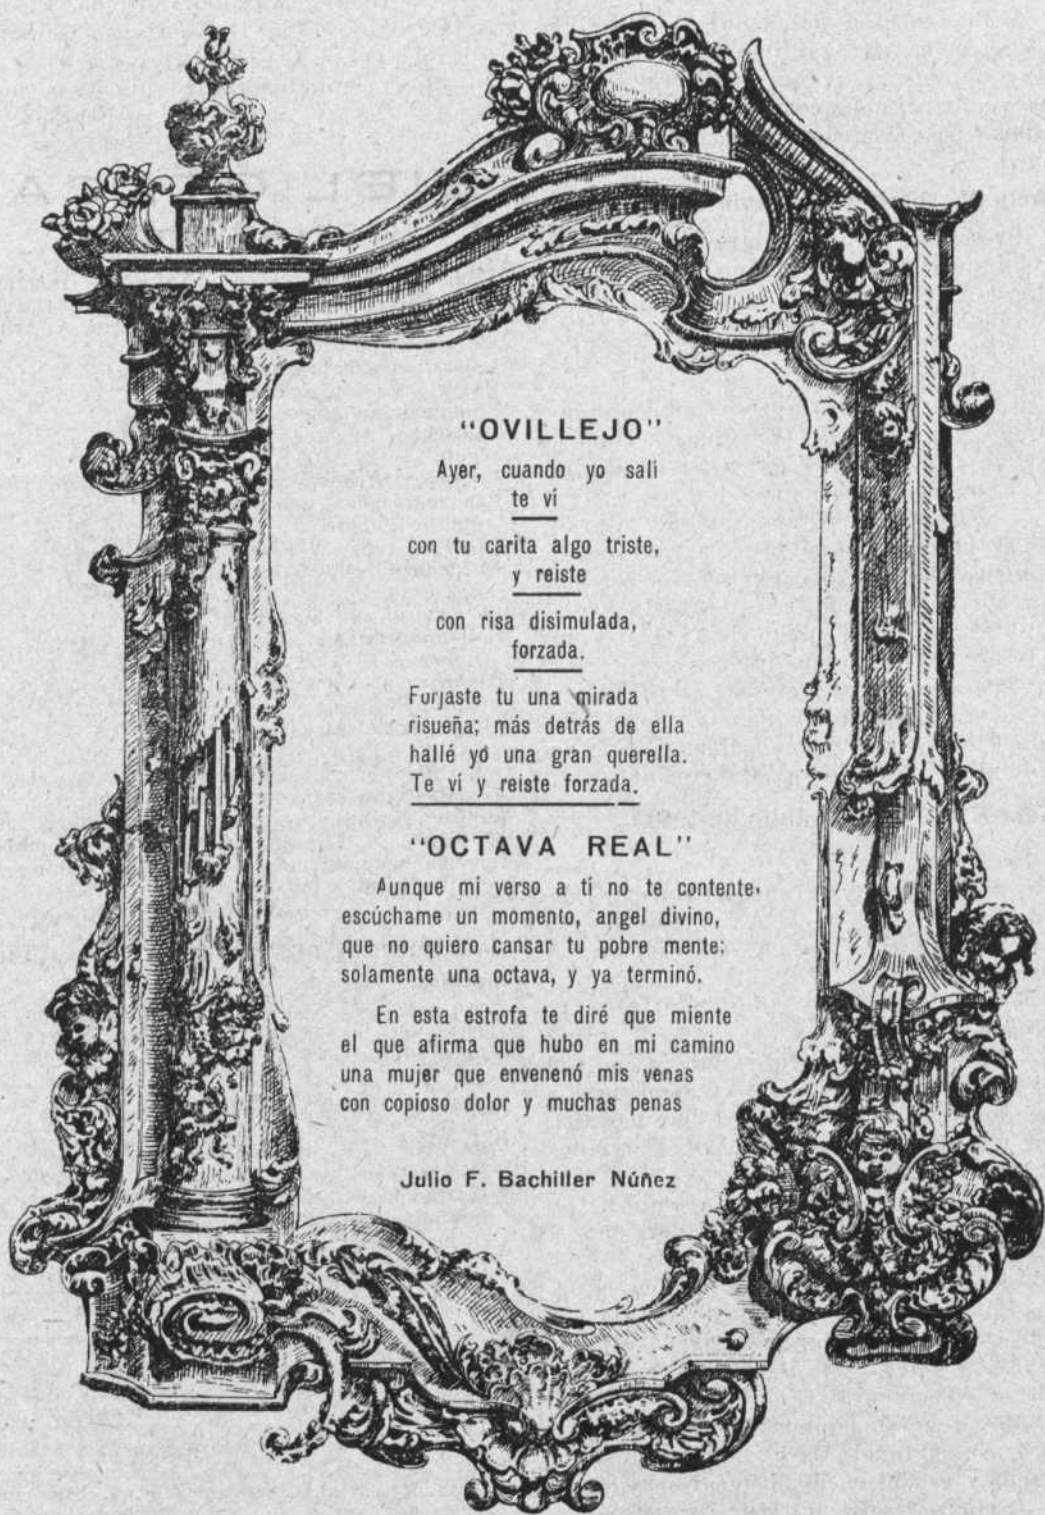 “OVILLEJO”
Ayer, cuando yo sali
te vi
con tu carita algo triste,
y reiste
con risa disimulada,
forzada.
Forjaste tu una mirada
risueña; más detrás de ella
hallé yó una gran querella.
Te vi y reiste forzada.
“OCTAVA REAL”
Aunque mi verso a tí no te contente,
escúchame un momento, angel divino,
que no quiero cansar tu pobre mente:
solamente una octava, y ya terminó.
En esta estrofa te diré que miente
el que afirma que hubo en mi camino
una mujer que envenenó mis venas
con copioso dolor y muchas penas
Julio F. Bachiller Núñez